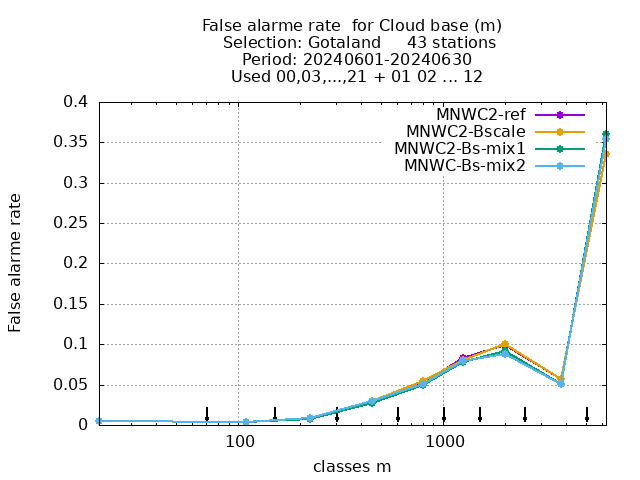 False alarme rate  for Cloud base (m)
Selection: Gotaland     43 stations
Period: 20240601-20240630
Used 00,03,...,21 + 01 02 ... 12
MNWC2-ref
MNWC2-Bscale
MNWC2-Bs-mix1
MNWC-Bs-mix2
False alarme rate
0.4
0.35
0.3
0.25
0.2
0.15
0.1
0.05
0
100
1000
classes m